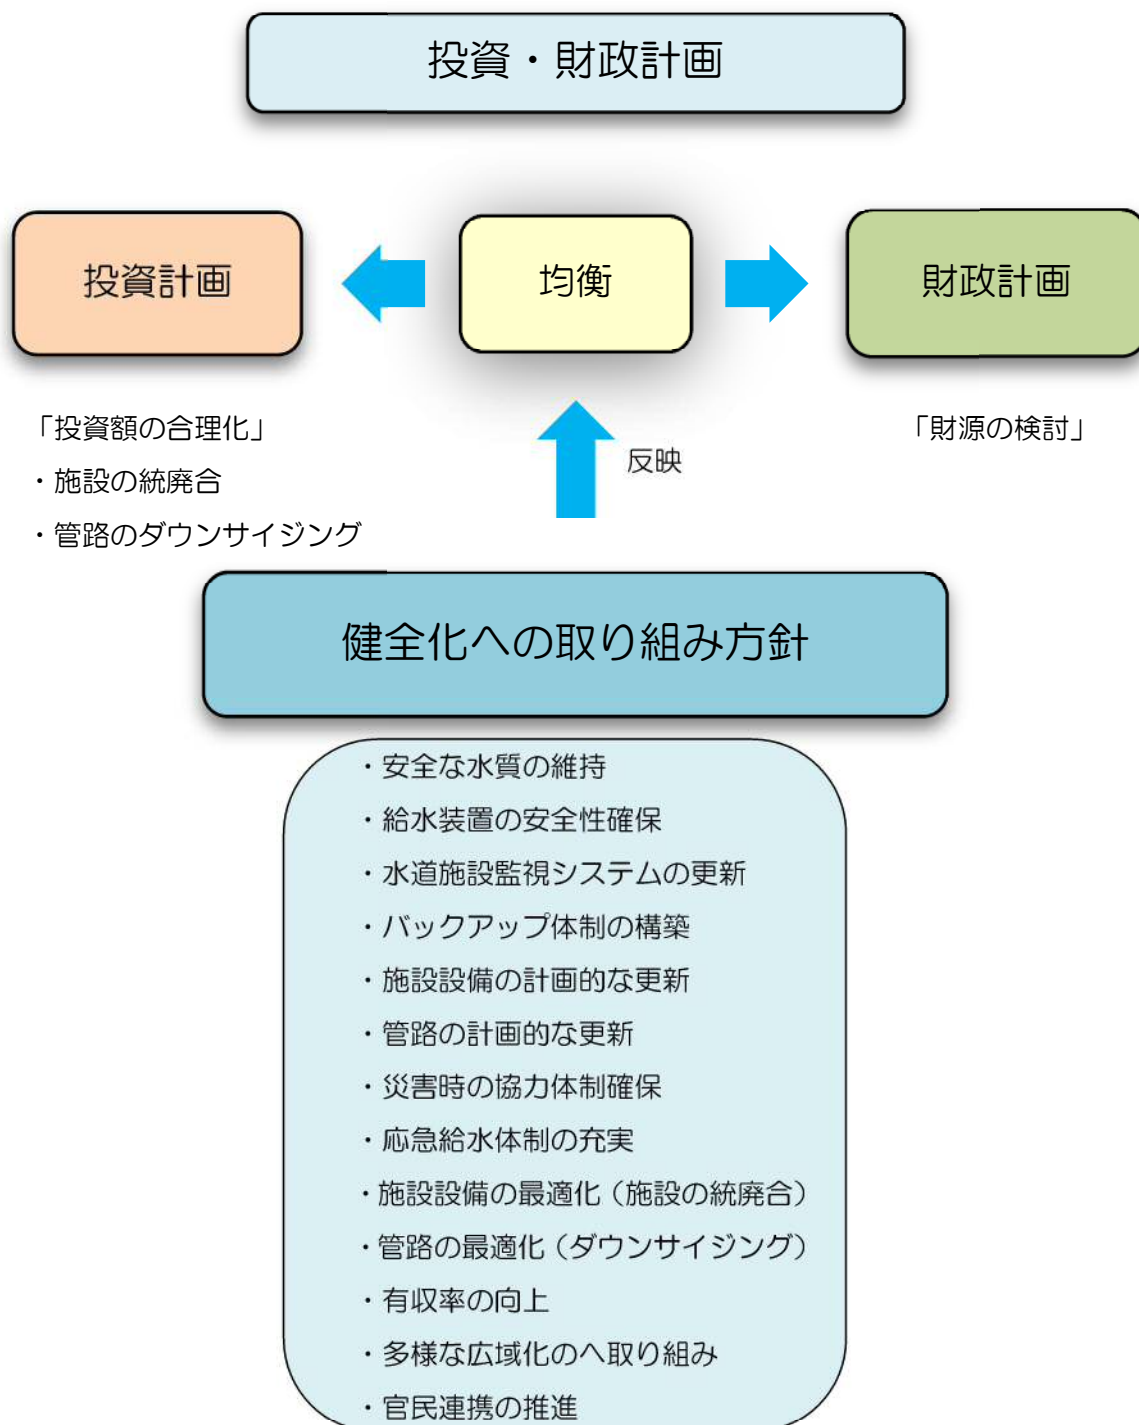 投資・財政計画
投資計画
均衡
財政計画
「投資額の合理化」
・施設の統廃合
・管路のダウンサイジング
「財源の検討」
反映
健全化への取り組み方針
・安全な水質の維持
・給水装置の安全性確保
・水道施設監視システムの更新
・バックアップ体制の構築
・施設設備の計画的な更新
・管路の計画的な更新
・災害時の協力体制確保
・応急給水体制の充実
・施設設備の最適化（施設の統廃合）
・管路の最適化（ダウンサイジング）
・有収率の向上
・多様な広域化のへ取り組み
・官民連携の推進